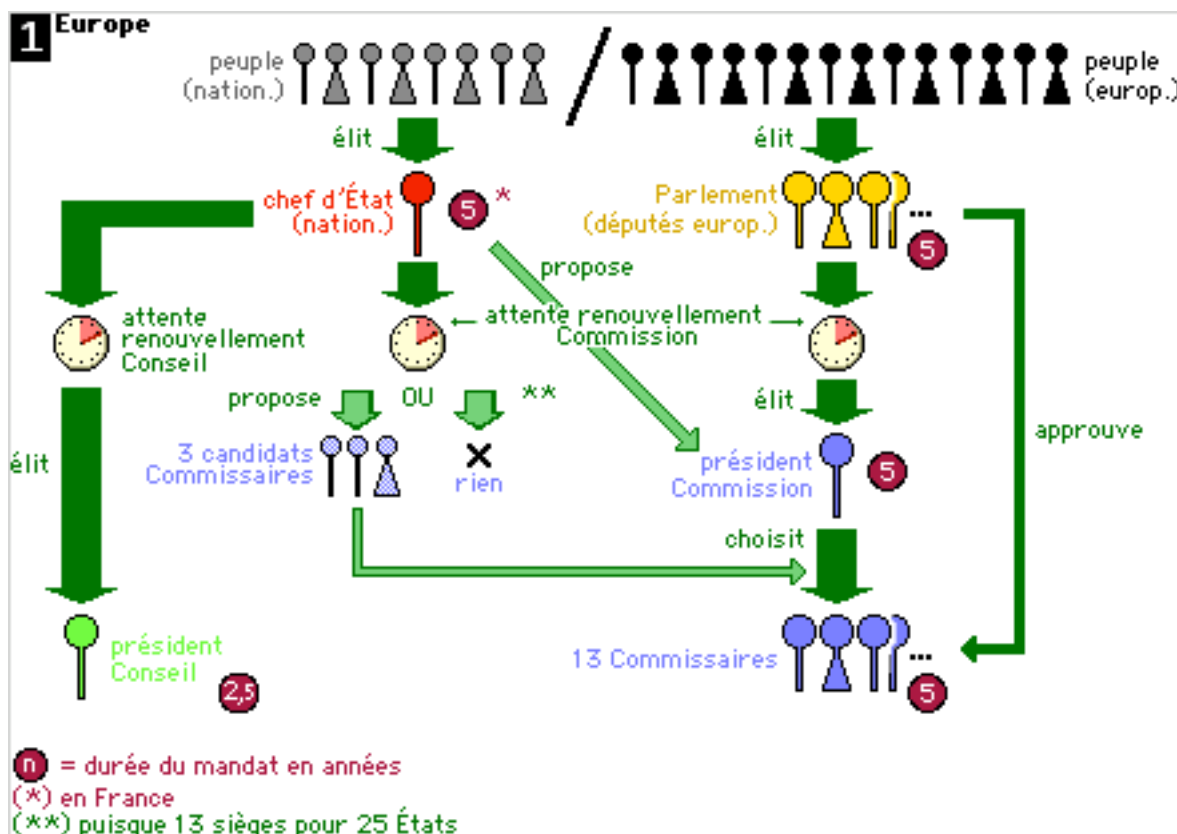 1 Europe
peuple
(nation.)
peuple
(europ.)
élit
élit
chef d'État
(nation.)
5 *
Parlement
(députés europ.)
...
5
propose
attente
renouvellement
Conseil
attente renouvellement
Commission
propose
OU
**
élit
approuve
élit
3 candidats
Commissaires
rien
président
Commission
5
choisit
président
Conseil
2,5
13 Commissaires
...
5
n = durée du mandat en années
(*) en France
(**) puisque 13 sièges pour 25 États